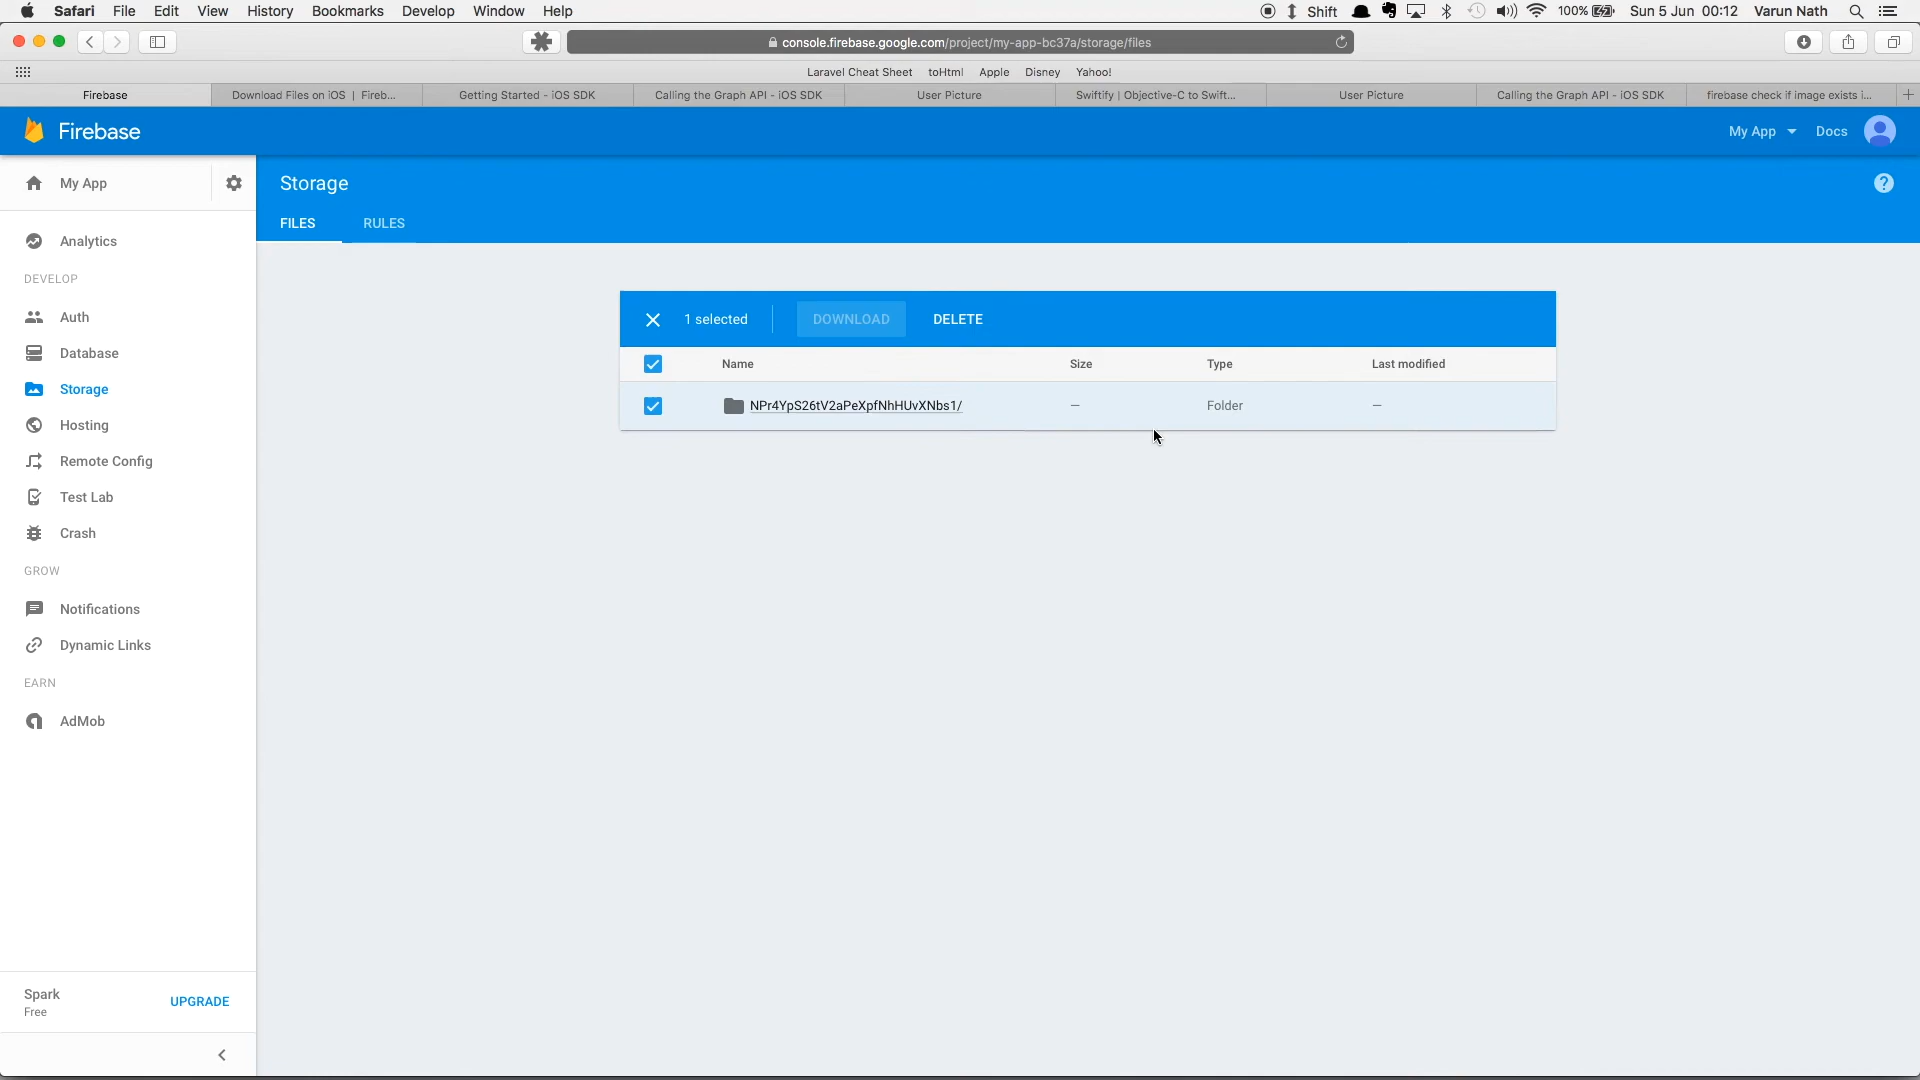 Safari File Edit View History Bookmarks Develop Window Help Shift 100% Sun 5 Jun 00:12 Varun Nath
console.firebase.google.com/project/my-app-bc37a/storage/files
Laravel Cheat Sheet toHtml Apple Disney Yahoo!
Firebase Download Files on iOS | Fireb... Getting Started - iOS SDK Calling the Graph API - iOS SDK User Picture Swiftify | Objective-C to Swift... User Picture Calling the Graph API - iOS SDK firebase check if image exists i...
Firebase My App Docs
My App
Storage
FILES RULES
Analytics
DEVELOP
Auth
Database
Storage
Hosting
Remote Config
Test Lab
Crash
GROW
Notifications
Dynamic Links
EARN
AdMob
Spark
Free
UPGRADE
1 selected DOWNLOAD DELETE
Name Size Type Last modified
NPr4YpS26tV2aPeXpfNhHUvXNbs1/ — Folder —